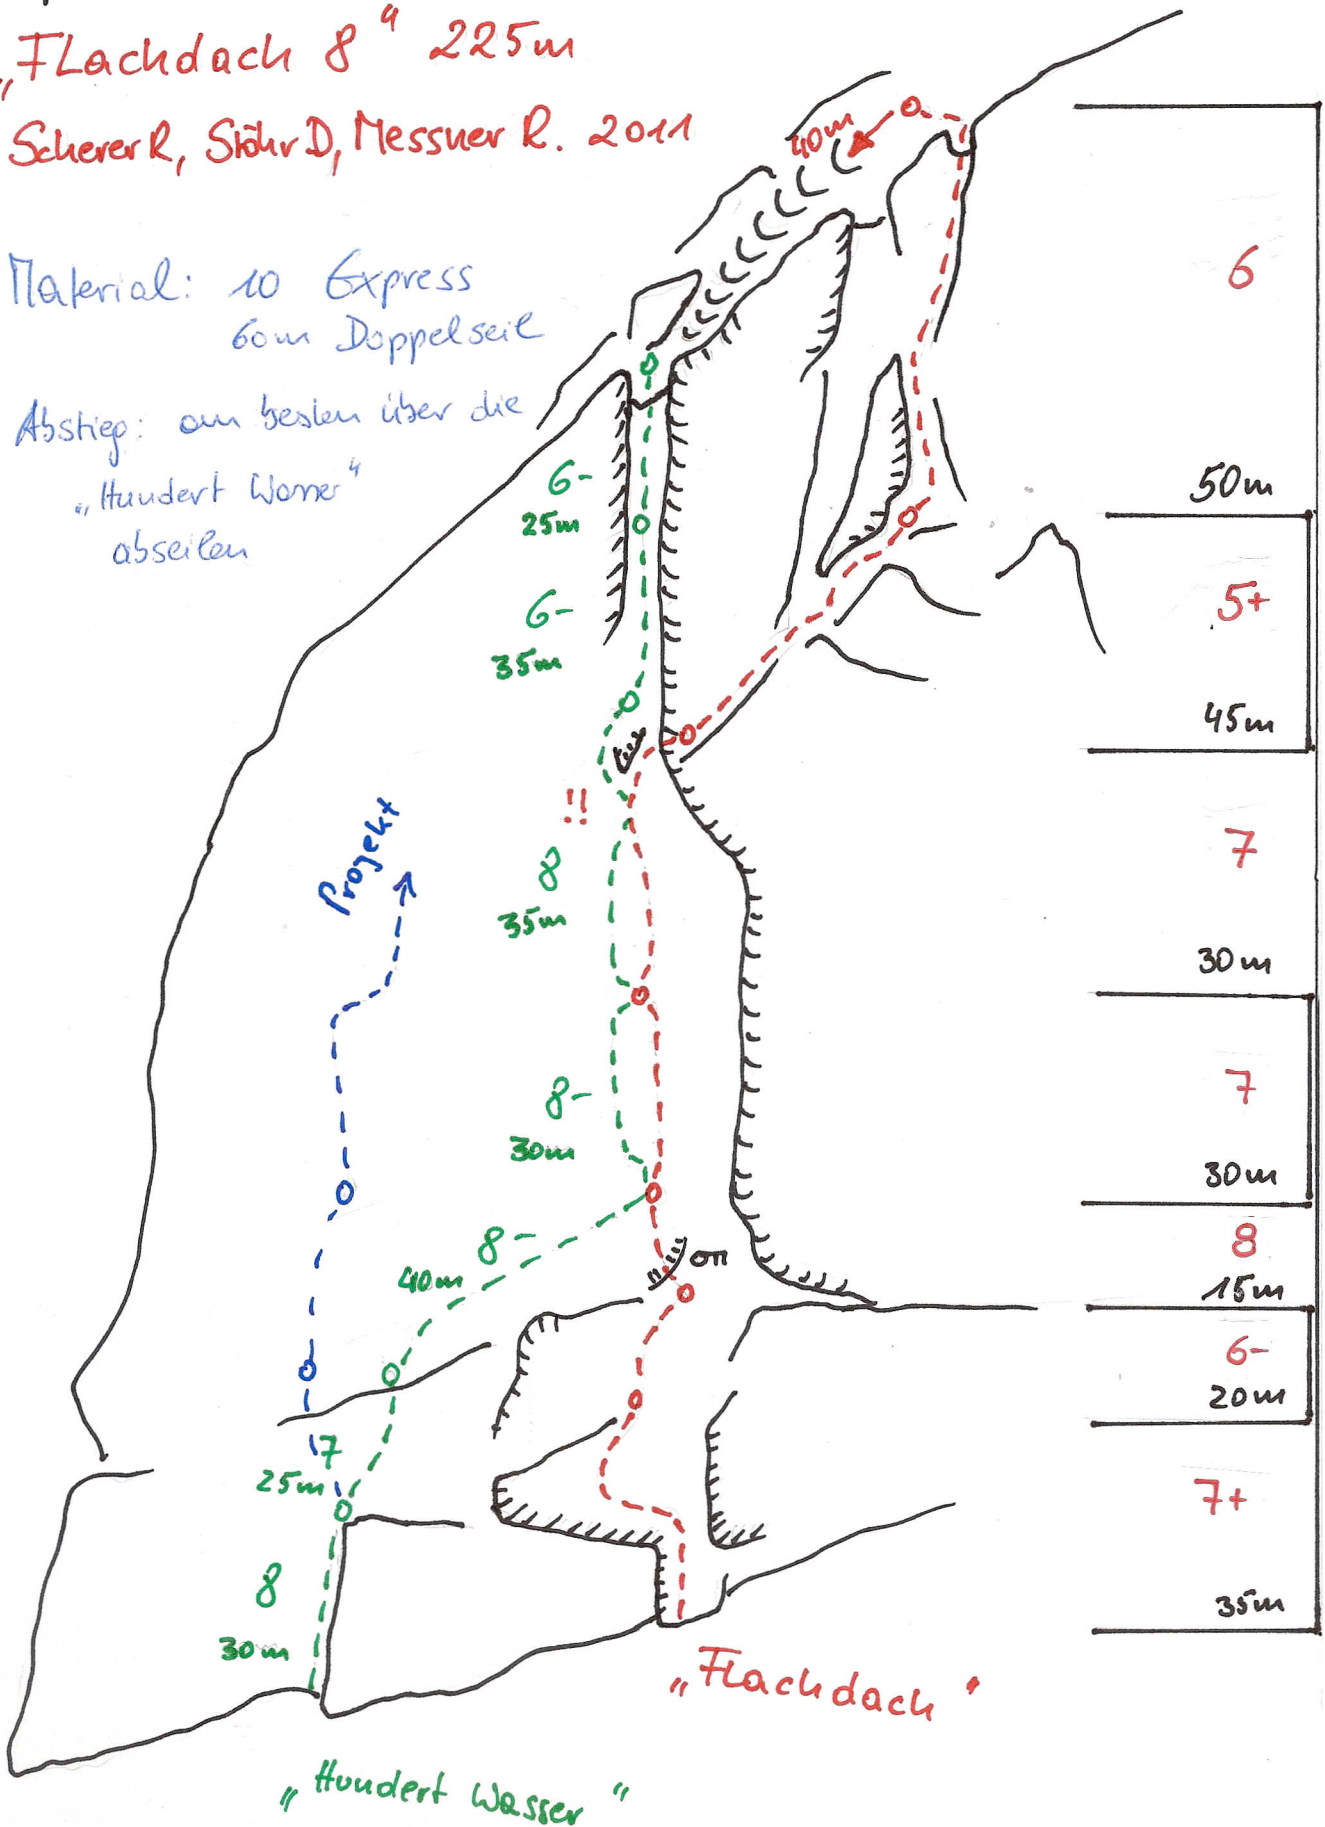 „Flachdach 8“ 225m
Scherer R, Stöhr D, Messner R. 2011
40m
Material: 10 Express
60m Doppelseil
Abstieg: am besten über die
„Hundert Wasser“
abseilen
6
6-
25m
50m
6-
35m
5+
45m
!!
Projekt
8
35m
7
30m
8-
30m
7
30m
8-
40m
8
15m
6-
20m
7
25m
7+
8
30m
35m
„Flachdach“
„Hundert Wasser“